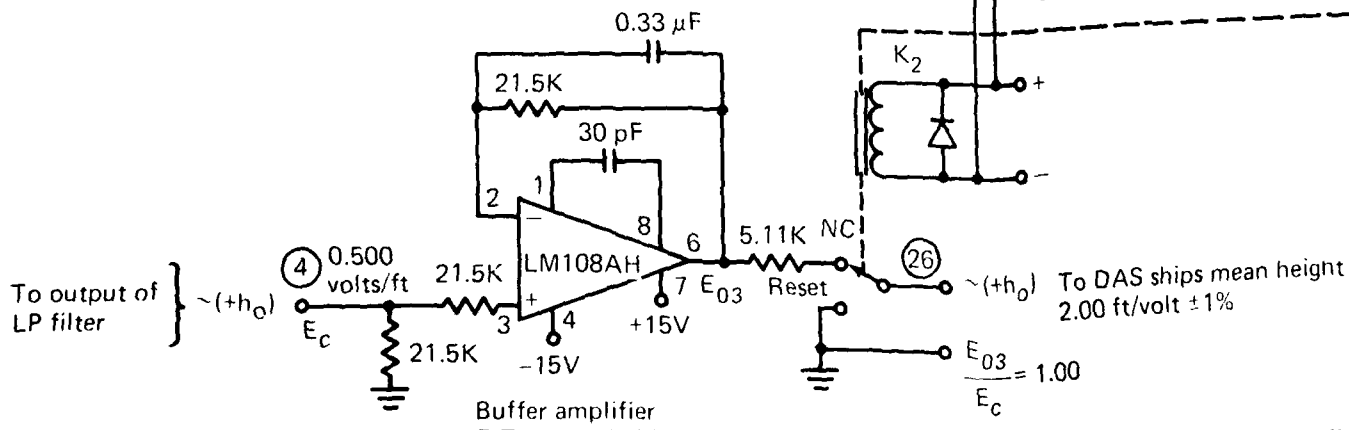 0.33 μF
21.5K
30 pF
K2
+
−
2
1
8
−
LM108AH
+
6
7
E03
3
4
+15V
−15V
5.11K
NC
Reset
26
To output of
LP filter
~(+ho)
4
0.500
volts/ft
Ec
21.5K
21.5K
~(+ho)
To DAS ships mean height
2.00 ft/volt ±1%
E03
Ec
= 1.00
Buffer amplifier